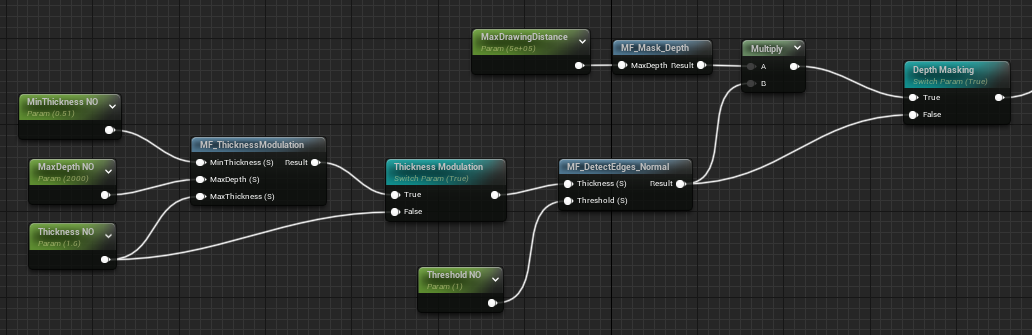 MaxDrawingDistance
Param (5e+05)
MF_Mask_Depth
MaxDepth Result
Multiply
A
B
Depth Masking
Switch Param (True)
True
False
MinThickness NO
Param (0.51)
MF_ThicknessModulation
MinThickness (S) Result
MaxDepth (S)
MaxThickness (S)
MaxDepth NO
Param (2000)
Thickness NO
Param (1.6)
Thickness Modulation
Switch Param (True)
True
False
MF_DetectEdges_Normal
Thickness (S) Result
Threshold (S)
Threshold NO
Param (1)